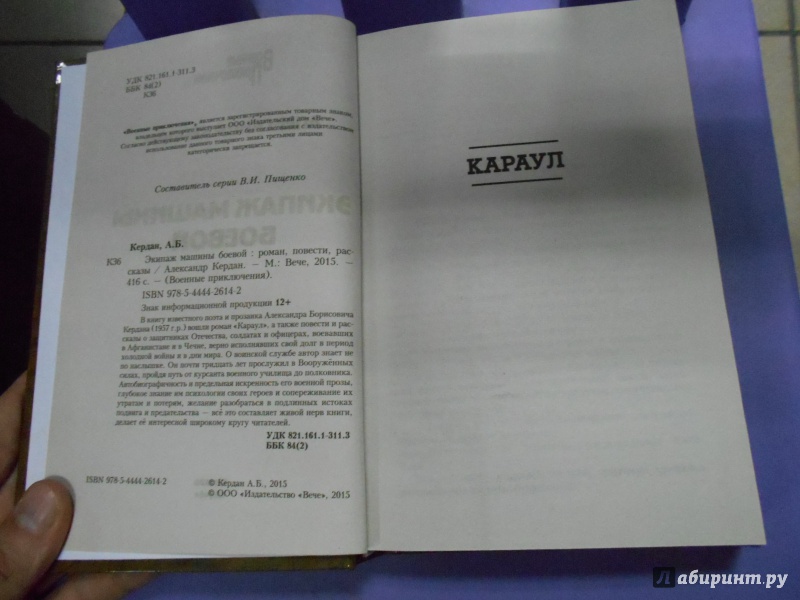 УДК 821.161.1-311.3
ББК 84(2)
К36
«Военные приключения», является зарегистрированным товарным знаком,
владельцем которого выступает ООО «Издательский дом «Вече».
Согласно действующему законодательству без согласования с издательством
использование данного товарного знака третьими лицами
категорически запрещается.
Составитель серии В.И. Пищенко
Кердан, А.Б.
К36 Экипаж машины боевой : роман, повести, рас-
сказы / Александр Кердан. — М.: Вече, 2015. —
416 с. — (Военные приключения).
ISBN 978-5-4444-2614-2
Знак информационной продукции 12+
В книгу известного поэта и прозаика Александра Борисовича
Кердана (1957 г.р.) вошли роман «Караул», а также повести и рас-
сказы о защитниках Отечества, солдатах и офицерах, воевавших
в Афганистане и в Чечне, верно исполнявших свой долг в период
холодной войны и в дни мира. О воинской службе автор знает не
по наслышке. Он почти тридцать лет прослужил в Вооружённых
силах, пройдя путь от курсанта военного училища до полковника.
Автобиографичность и предельная искренность его военной прозы,
глубокое знание им психологии своих героев и сопереживание их
утратам и потерям, желание разобраться в подлинных истоках
подвига и предательства — всё это составляет живой нерв книги,
делает её интересной широкому кругу читателей.
УДК 821.161.1-311.3
ББК 84(2)
ISBN 978-5-4444-2614-2
© Кердан А.Б., 2015
© ООО «Издательство «Вече», 2015
КАРАУЛ
Лабиринт.ру